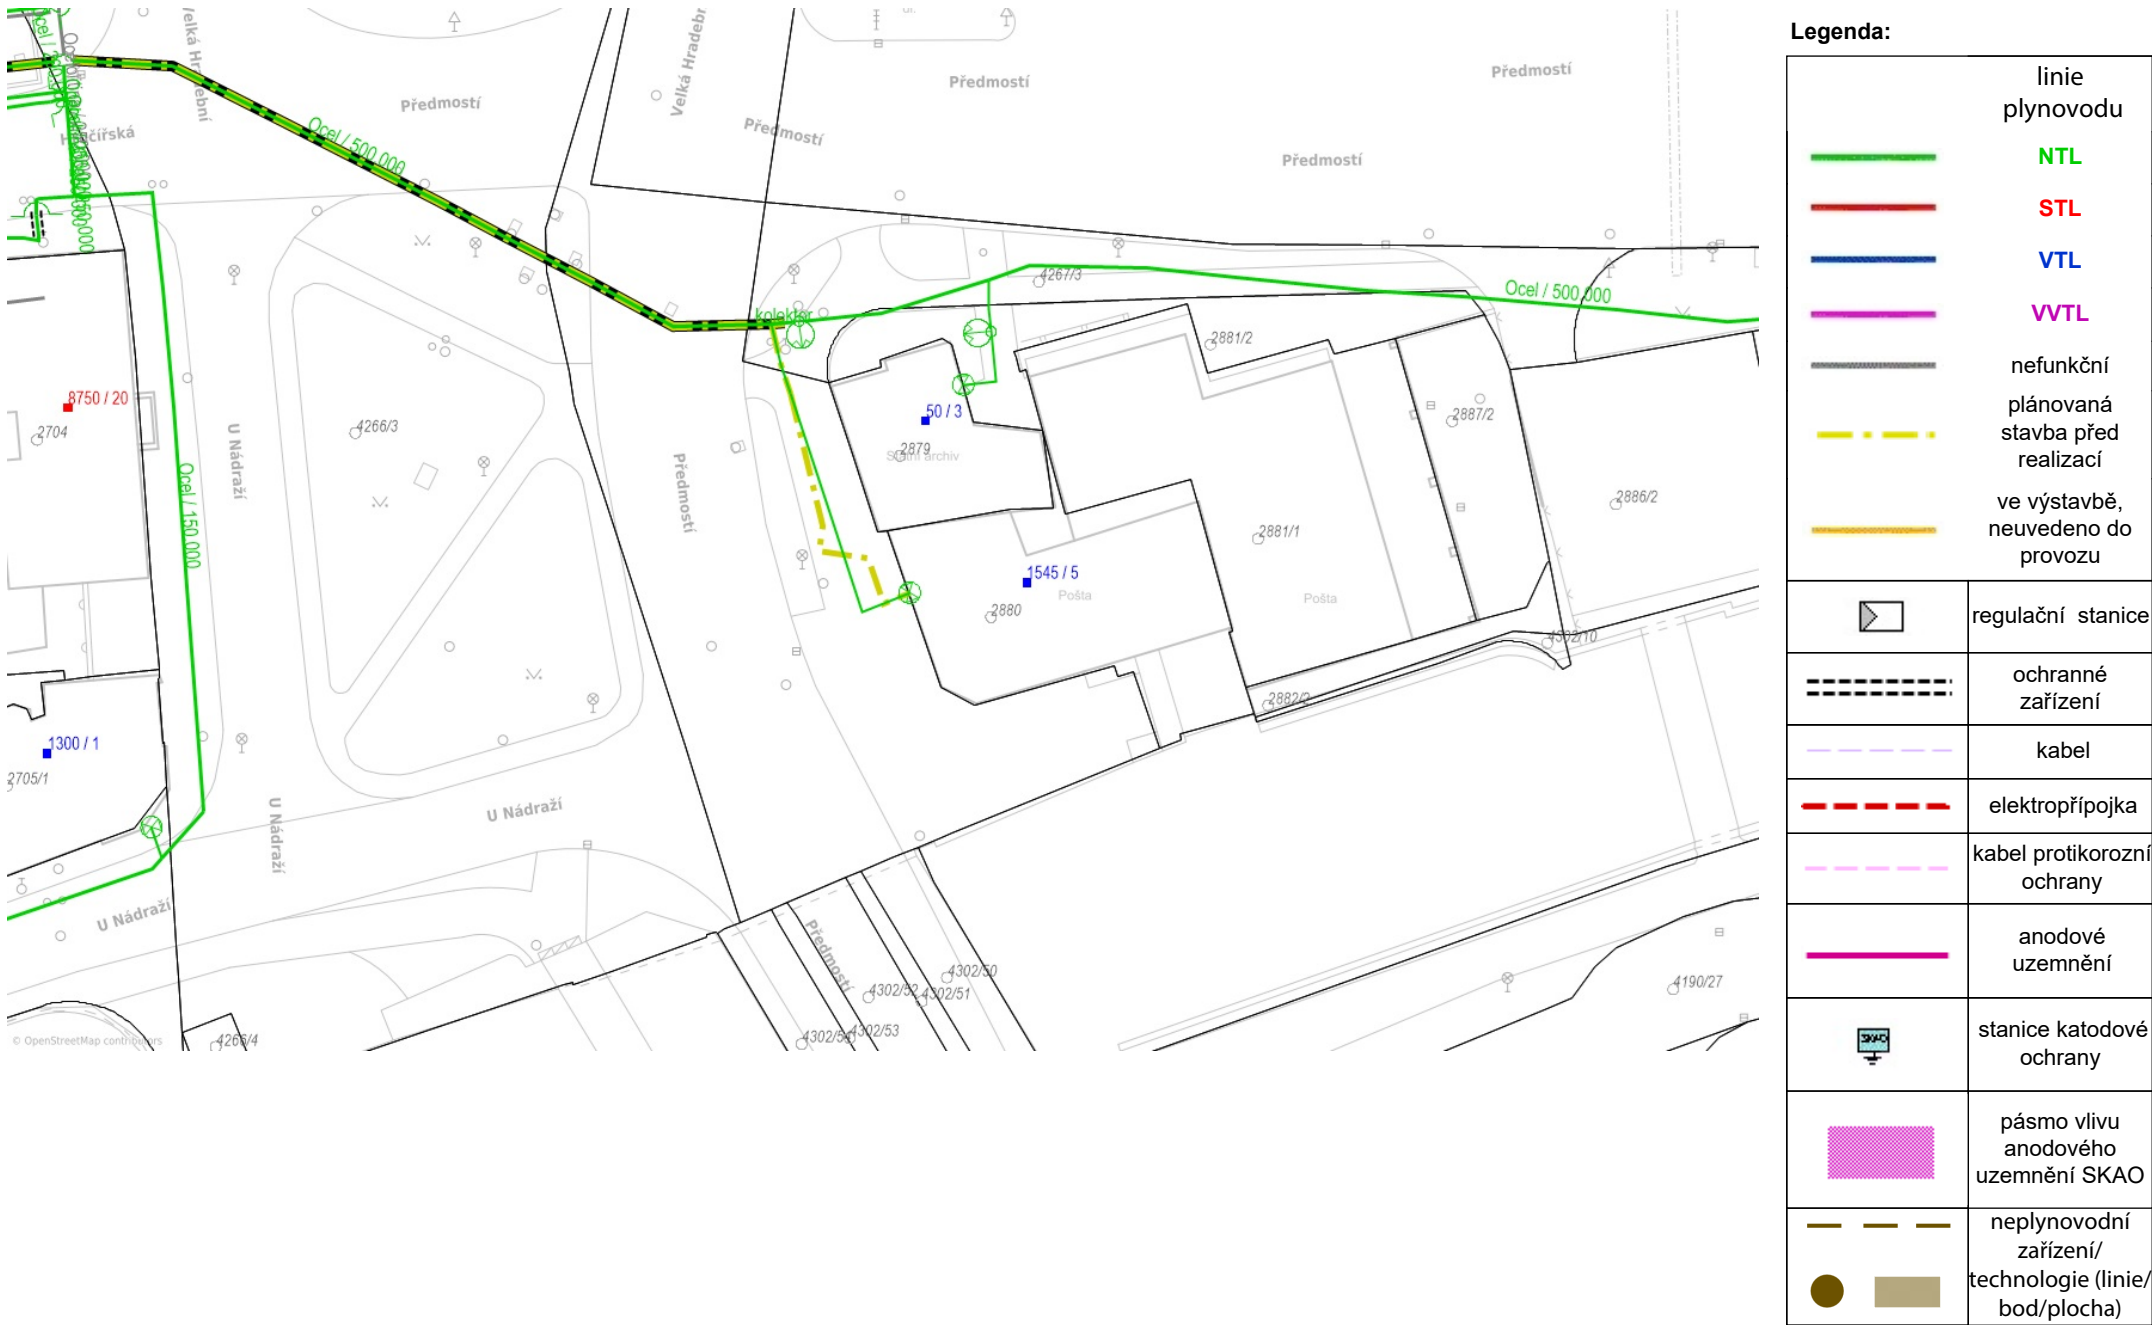 Velká Hradební
Velká Hradební
Předmostí
Předmostí
Předmostí
Předmostí
Předmostí
Ocel / 500.000
4267/3
Ocel / 500.000
kolektor
2881/2
8750 / 20
2704
4266/3
U Nádraží
Předmostí
50 / 3
2879
Státní archiv
2887/2
2886/2
Ocel / 150.000
2881/1
1545 / 5
Pošta
Pošta
2880
4302/10
2882/2
1300 / 1
2705/1
U Nádraží
U Nádraží
U Nádraží
Předmostí
4302/50
4302/52
4302/51
4302/53
4302/54
4190/27
© OpenStreetMap contributors
4266/4
Legenda:
linie
plynovodu
NTL
STL
VTL
VVTL
nefunkční
plánovaná
stavba před
realizací
ve výstavbě,
neuvedeno do
provozu
regulační stanice
ochranné
zařízení
kabel
elektropřípojka
kabel protikorozní
ochrany
anodové
uzemnění
SKAO
stanice katodové
ochrany
pásmo vlivu
anodového
uzemnění SKAO
neplynovodní
zařízení/
technologie (linie/
bod/plocha)